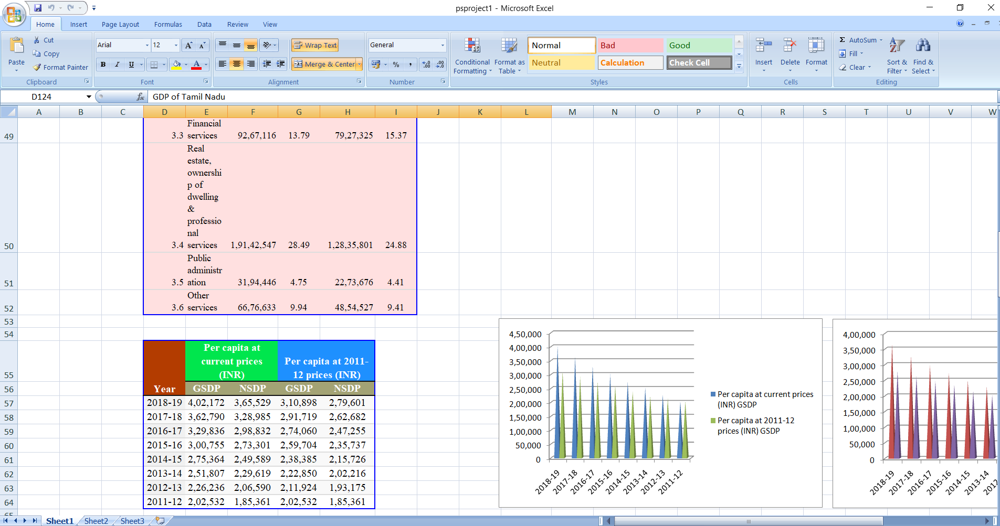 psproject1 - Microsoft Excel
Home Insert Page Layout Formulas Data Review View
Paste
Cut
Copy
Format Painter
Clipboard
Arial 12
B I U
Font
Wrap Text
Merge & Center
Alignment
General
% ,
Number
Conditional Formatting
Format as Table
Normal Bad Good
Neutral Calculation Check Cell
Styles
Insert Delete Format
Cells
Σ AutoSum
Fill
Clear
Sort & Filter
Find & Select
Editing
D124 fx GDP of Tamil Nadu
A B C D E F G H I J K L M N O P Q R S T U V W
49 3.3 Financial services 92,67,116 13.79 79,27,325 15.37
50 3.4 Real estate, ownership of dwelling & professional services 1,91,42,547 28.49 1,28,35,801 24.88
51 3.5 Public administration 31,94,446 4.75 22,73,676 4.41
52 3.6 Other services 66,76,633 9.94 48,54,527 9.41
53
54
55 Per capita at current prices (INR) Per capita at 2011-12 prices (INR)
56 Year GSDP NSDP GSDP NSDP
57 2018-19 4,02,172 3,65,529 3,10,898 2,79,601
58 2017-18 3,62,790 3,28,985 2,91,719 2,62,682
59 2016-17 3,29,836 2,98,832 2,74,060 2,47,255
60 2015-16 3,00,755 2,73,301 2,59,704 2,35,737
61 2014-15 2,75,364 2,49,589 2,38,385 2,15,726
62 2013-14 2,51,807 2,29,619 2,22,850 2,02,216
63 2012-13 2,26,236 2,06,590 2,11,924 1,93,175
64 2011-12 2,02,532 1,85,361 2,02,532 1,85,361
4,50,000
4,00,000
3,50,000
3,00,000
2,50,000
2,00,000
1,50,000
1,00,000
50,000
0
2018-19 2017-18 2016-17 2015-16 2014-15 2013-14 2012-13 2011-12
Per capita at current prices
(INR) GSDP
Per capita at 2011-12
prices (INR) GSDP
4,00,000
3,50,000
3,00,000
2,50,000
2,00,000
1,50,000
1,00,000
50,000
0
2018-19 2017-18 2016-17 2015-16 2014-15 2013-14
Sheet1 Sheet2 Sheet3